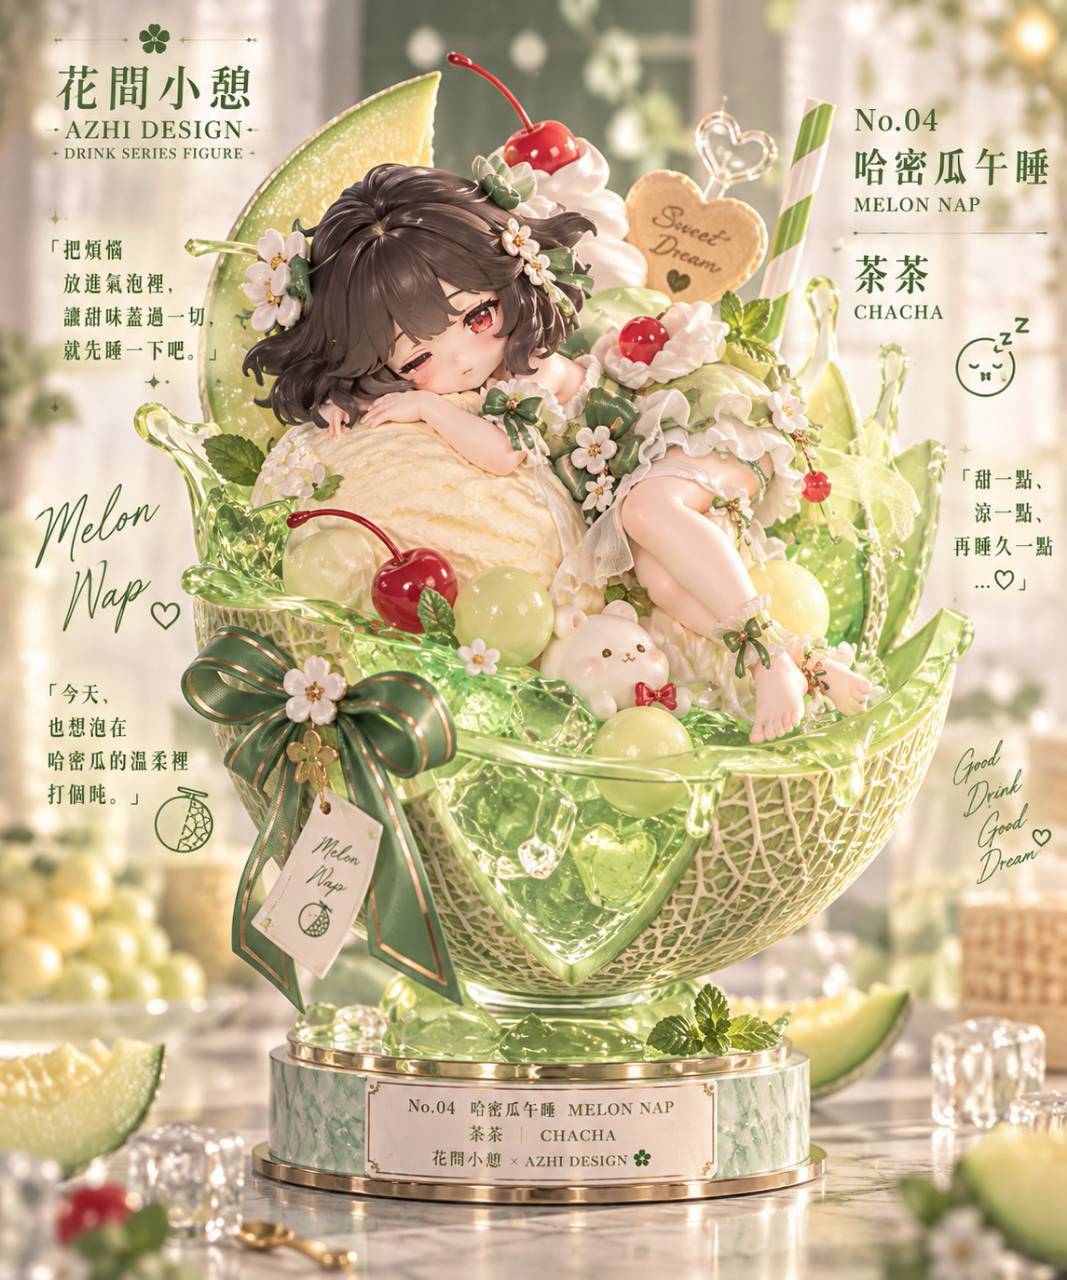 花間小憩
AZHI DESIGN
DRINK SERIES FIGURE
「把煩惱
放進氣泡裡，
讓甜味蓋過一切，
就先睡一下吧。」
Melon
Nap
「今天，
也想泡在
哈密瓜的溫柔裡
打個盹。」
No.04
哈密瓜午睡
MELON NAP
茶茶
CHACHA
z z z
「甜一點、
涼一點、
再睡久一點
...♡」
Good
Drink
Good
Dream
Sweet
Dream
Melon
Nap
No.04 哈密瓜午睡 MELON NAP
茶茶 | CHACHA
花間小憩 × AZHI DESIGN